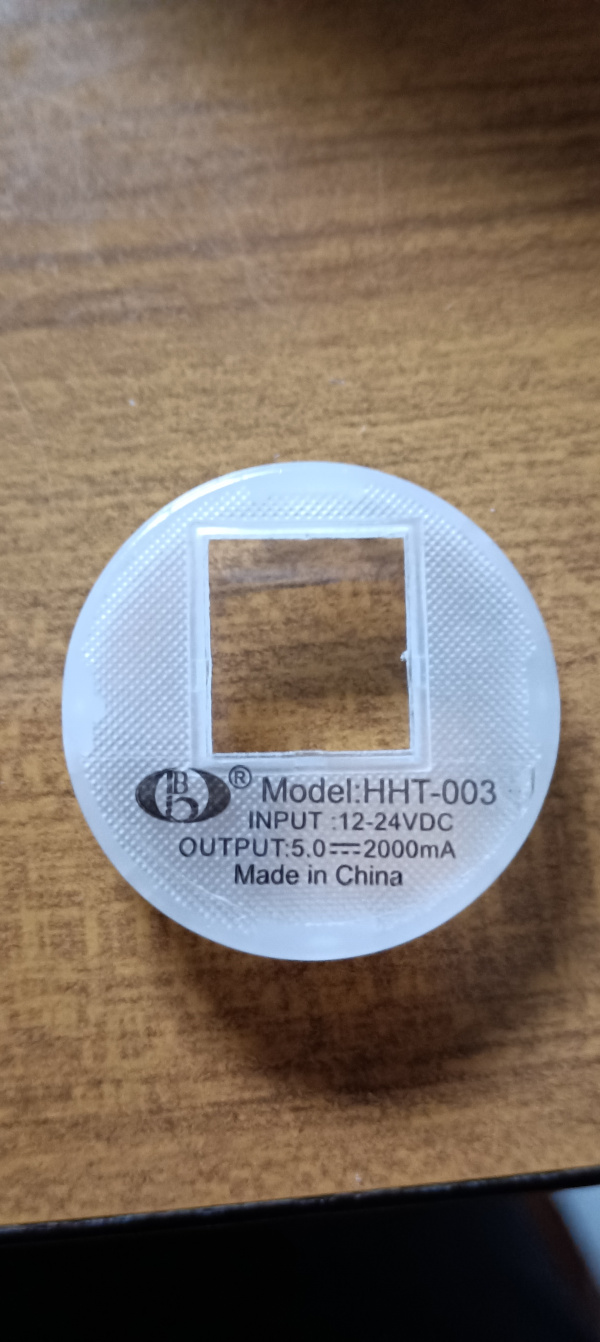 ® Model:HHT-003
INPUT :12-24VDC
OUTPUT:5.0⎓2000mA
Made in China